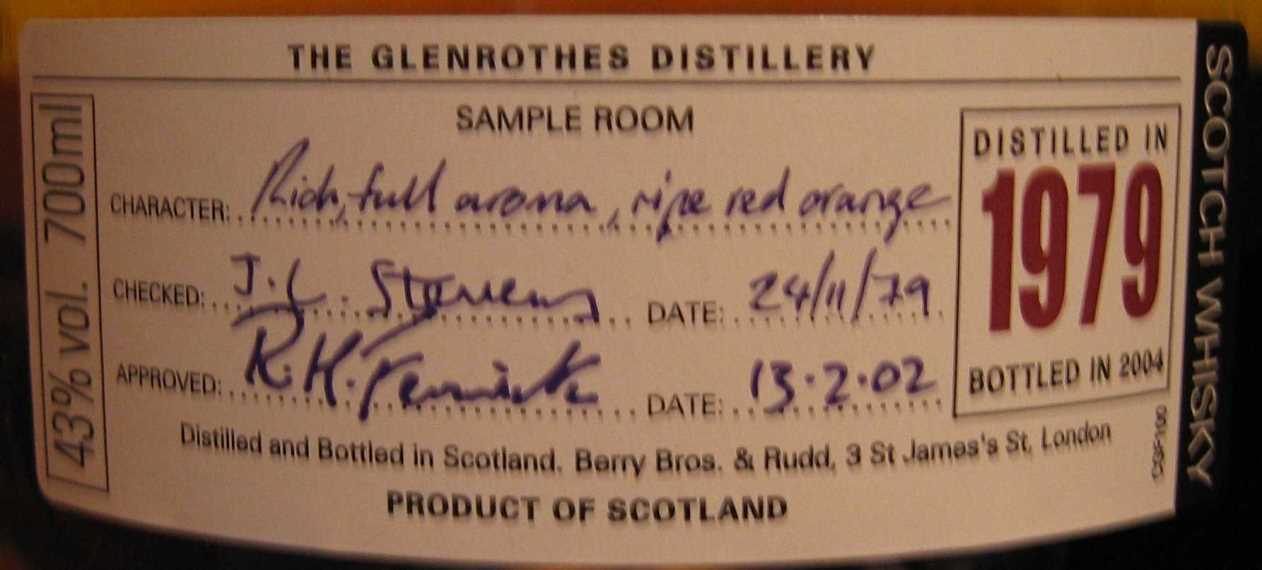 THE GLENROTHES DISTILLERY
SAMPLE ROOM
CHARACTER: Rich, full aroma, ripe red orange
CHECKED: J.L. Stevens DATE: 24/11/79
APPROVED: R.H. Fenwick DATE: 13.2.02
Distilled and Bottled in Scotland. Berry Bros. & Rudd, 3 St James's St, London
PRODUCT OF SCOTLAND
43% vol. 700ml
DISTILLED IN
1979
BOTTLED IN 2004
SCOTCH WHISKY